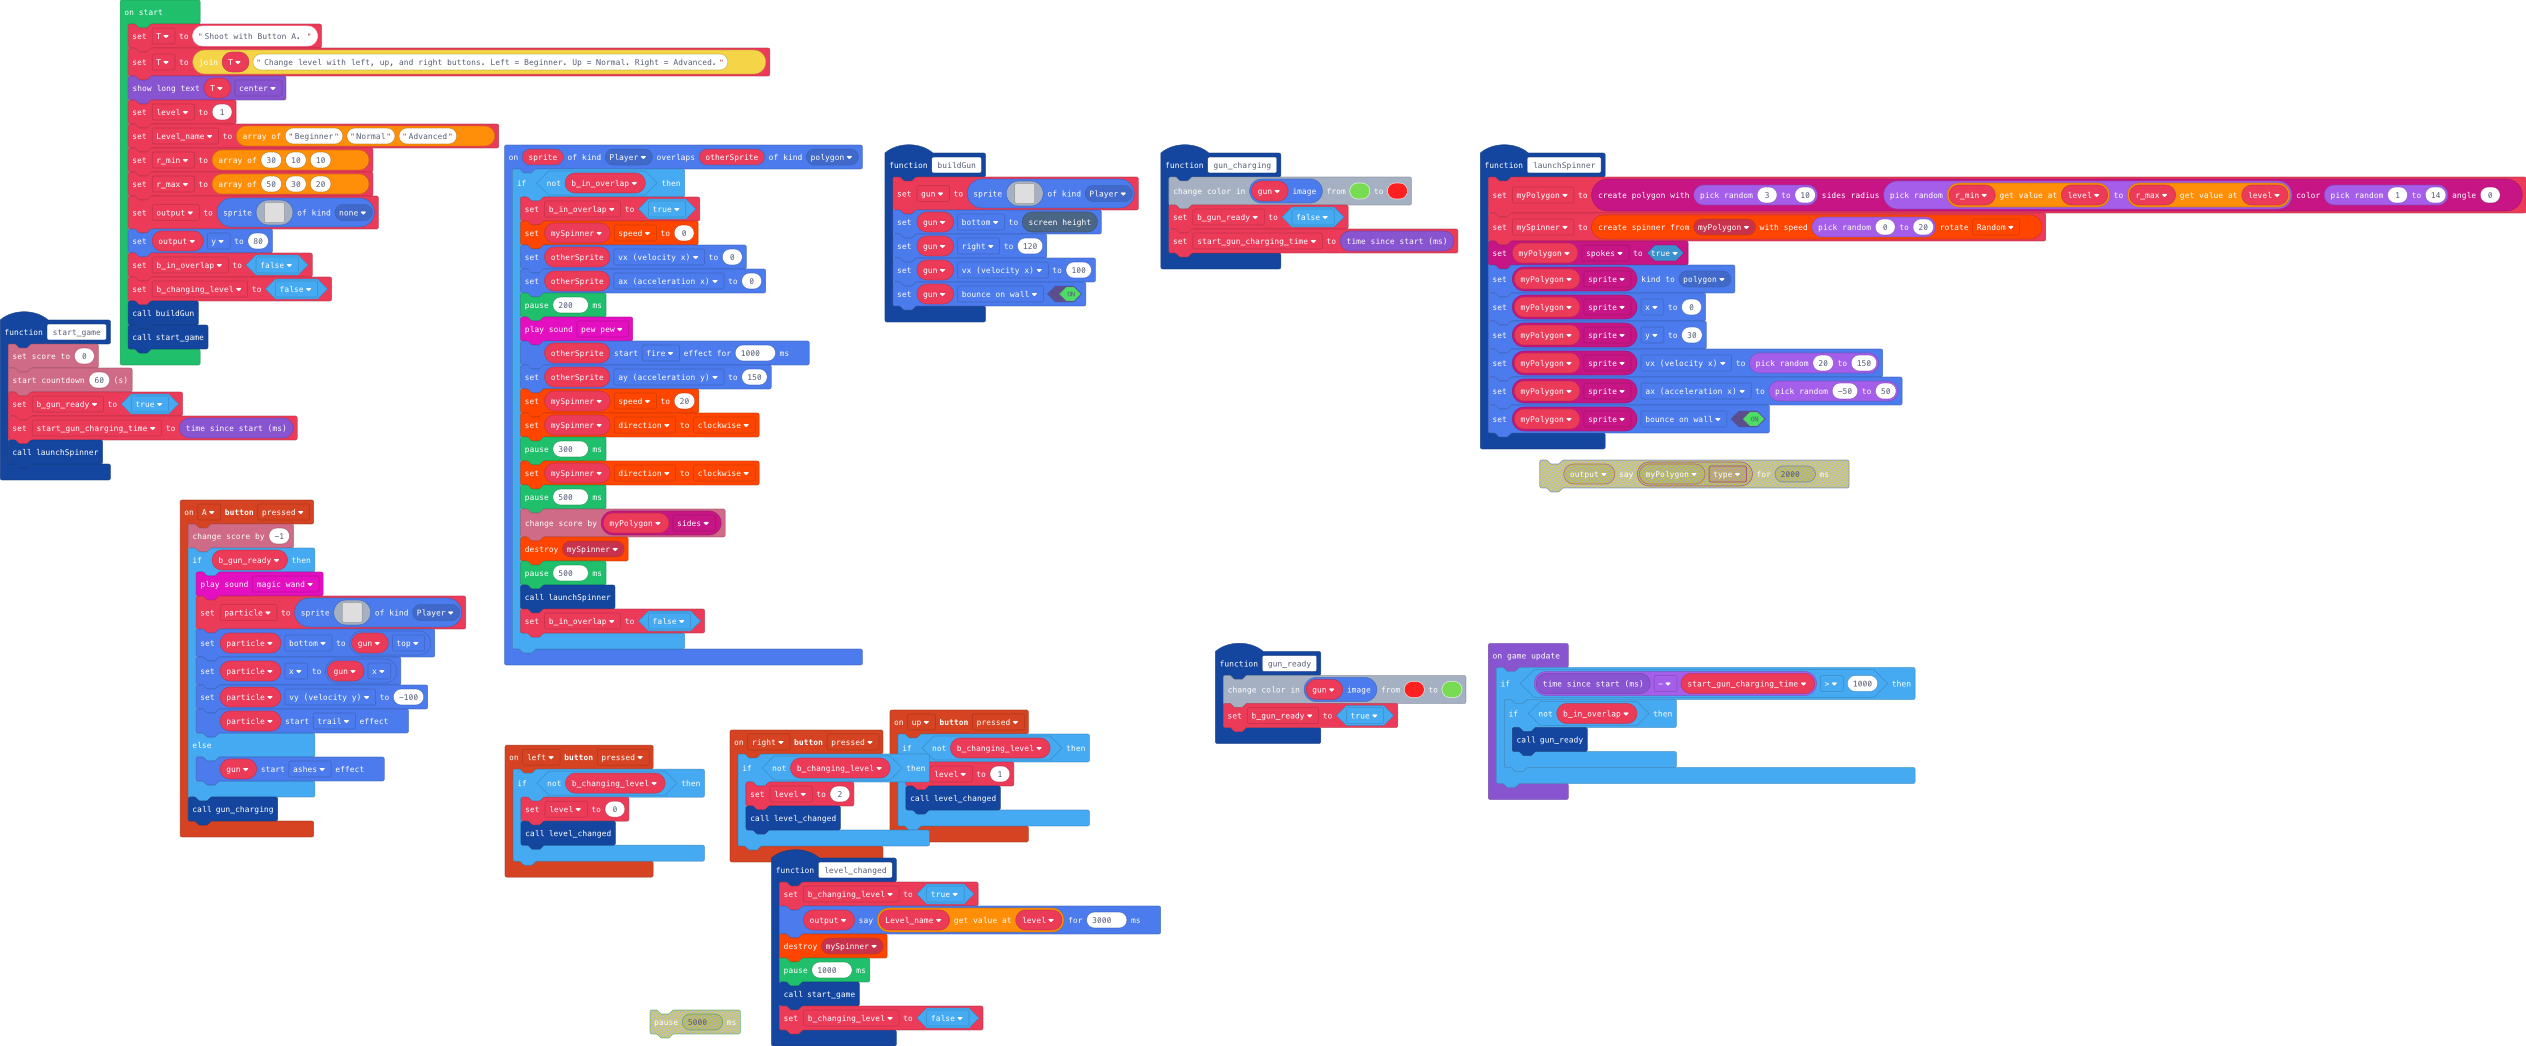 on start
set T to "Shoot with Button A. "
set T to join T " Change level with left, up, and right buttons. Left = Beginner. Up = Normal. Right = Advanced. "
show long text T center
set level to 1
set Level_name to array of "Beginner" "Normal" "Advanced"
set r_min to array of 30 10 10
set r_max to array of 50 30 20
set output to sprite of kind none
set output y to 80
set b_in_overlap to false
set b_changing_level to false
call buildGun
call start_game
function start_game
set score to 0
start countdown 60 (s)
set b_gun_ready to true
set start_gun_charging_time to time since start (ms)
call launchSpinner
on A button pressed
change score by -1
if b_gun_ready then
play sound magic wand
set particle to sprite of kind Player
set particle bottom to gun top
set particle x to gun x
set particle vy (velocity y) to -100
particle start trail effect
else
gun start ashes effect
call gun_charging
on sprite of kind Player overlaps otherSprite of kind polygon
if not b_in_overlap then
set b_in_overlap to true
set mySpinner speed to 0
set otherSprite vx (velocity x) to 0
set otherSprite ax (acceleration x) to 0
pause 200 ms
play sound pew pew
otherSprite start fire effect for 1000 ms
set otherSprite ay (acceleration y) to 150
set mySpinner speed to 20
set mySpinner direction to clockwise
pause 300 ms
set mySpinner direction to clockwise
pause 500 ms
change score by myPolygon sides
destroy mySpinner
pause 500 ms
call launchSpinner
set b_in_overlap to false
function buildGun
set gun to sprite of kind Player
set gun bottom to screen height
set gun right to 120
set gun vx (velocity x) to 100
set gun bounce on wall ON
function gun_charging
change color in gun image from to
set b_gun_ready to false
set start_gun_charging_time to time since start (ms)
function launchSpinner
set myPolygon to create polygon with pick random 3 to 10 sides radius pick random r_min get value at level to r_max get value at level color pick random 1 to 14 angle 0
set mySpinner to create spinner from myPolygon with speed pick random 0 to 20 rotate Random
set myPolygon spokes to true
set myPolygon sprite kind to polygon
set myPolygon sprite x to 0
set myPolygon sprite y to 30
set myPolygon sprite vx (velocity x) to pick random 20 to 150
set myPolygon sprite ax (acceleration x) to pick random -50 to 50
set myPolygon sprite bounce on wall ON
output say myPolygon type for 2000 ms
function gun_ready
change color in gun image from to
set b_gun_ready to true
on game update
if time since start (ms) - start_gun_charging_time > 1000 then
if not b_in_overlap then
call gun_ready
on left button pressed
if not b_changing_level then
set level to 0
call level_changed
on right button pressed
if not b_changing_level then
set level to 2
call level_changed
on up button pressed
if not b_changing_level then
level to 1
call level_changed
function level_changed
set b_changing_level to true
output say Level_name get value at level for 3000 ms
destroy mySpinner
pause 1000 ms
call start_game
set b_changing_level to false
pause 5000 ms